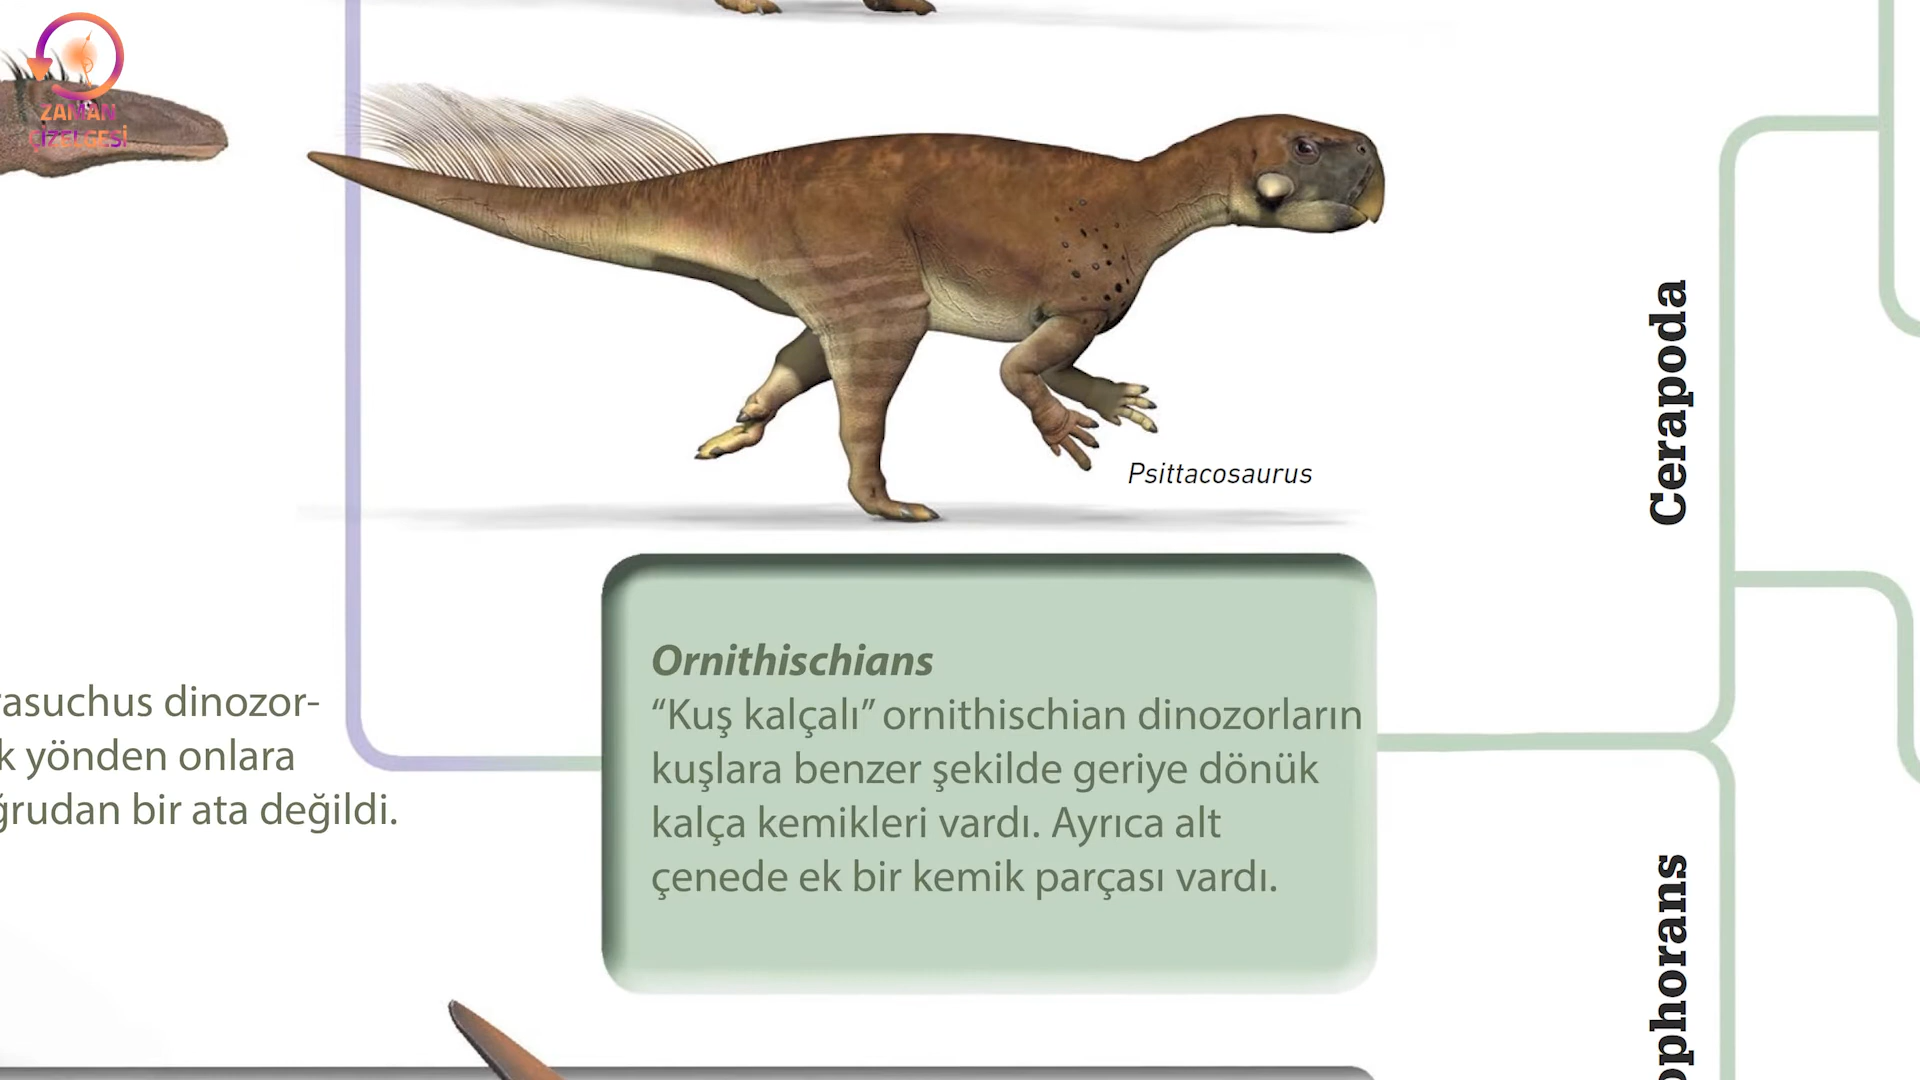 ZAMAN
ÇİZELGESİ
Psittacosaurus
Cerapoda
Ornithischians
“Kuş kalçalı” ornithischian dinozorların
kuşlara benzer şekilde geriye dönük
kalça kemikleri vardı. Ayrıca alt
çenede ek bir kemik parçası vardı.
rasuchus dinozor-
k yönden onlara
ğrudan bir ata değildi.
ophorans